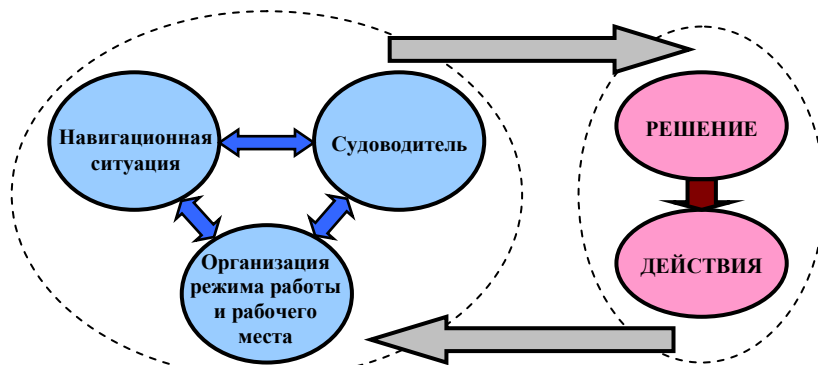 Навигационная
ситуация
Судоводитель
Организация
режима работы
и рабочего
места
РЕШЕНИЕ
ДЕЙСТВИЯ